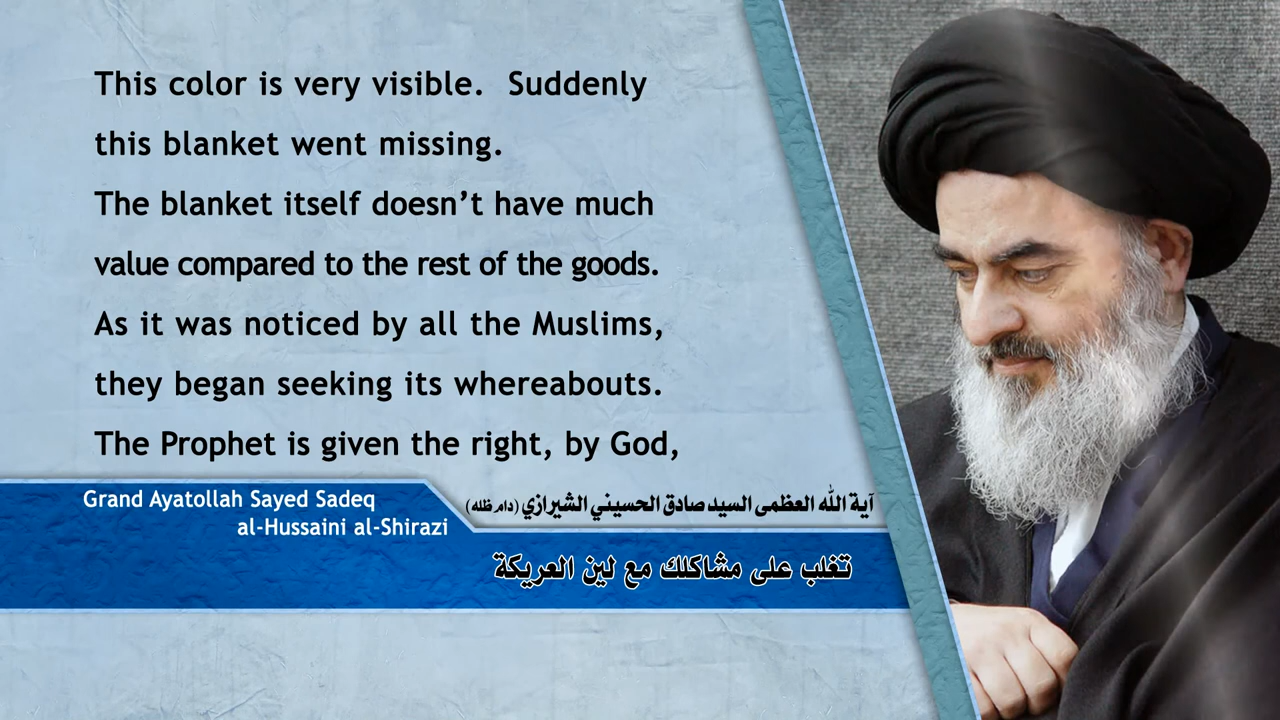 This color is very visible.  Suddenly
this blanket went missing.
The blanket itself doesn’t have much
value compared to the rest of the goods.
As it was noticed by all the Muslims,
they began seeking its whereabouts.
The Prophet is given the right, by God,
Grand Ayatollah Sayed Sadeq
al-Hussaini al-Shirazi
آية الله العظمى السيد صادق الحسيني الشيرازي (دام ظله)
تغلب على مشاكلك مع لين العريكة